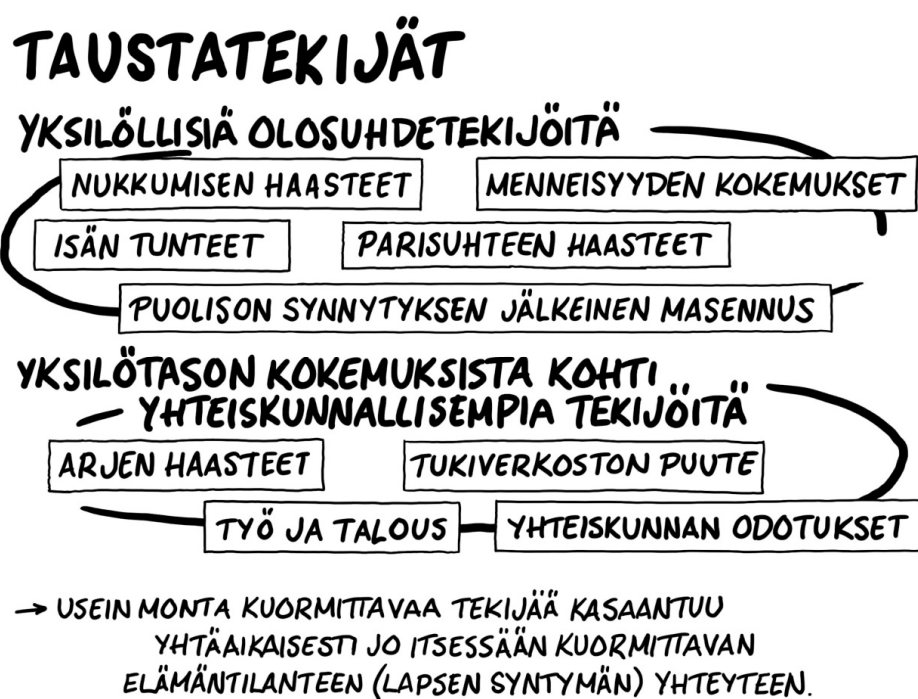 TAUSTATEKIJÄT
YKSILÖLLISIÄ OLOSUHDETEKIJÖITÄ
NUKKUMISEN HAASTEET
MENNEISYYDEN KOKEMUKSET
ISÄN TUNTEET
PARISUHTEEN HAASTEET
PUOLISON SYNNYTYKSEN JÄLKEINEN MASENNUS
YKSILÖTASON KOKEMUKSISTA KOHTI
YHTEISKUNNALLISEMPIA TEKIJÖITÄ
ARJEN HAASTEET
TUKIVERKOSTON PUUTE
TYÖ JA TALOUS
YHTEISKUNNAN ODOTUKSET
→ USEIN MONTA KUORMITTAVAA TEKIJÄÄ KASAANTUU
YHTÄAIKAISESTI JO ITSESSÄÄN KUORMITTAVAN
ELÄMÄNTILANTEEN (LAPSEN SYNTYMÄN) YHTEYTEEN.